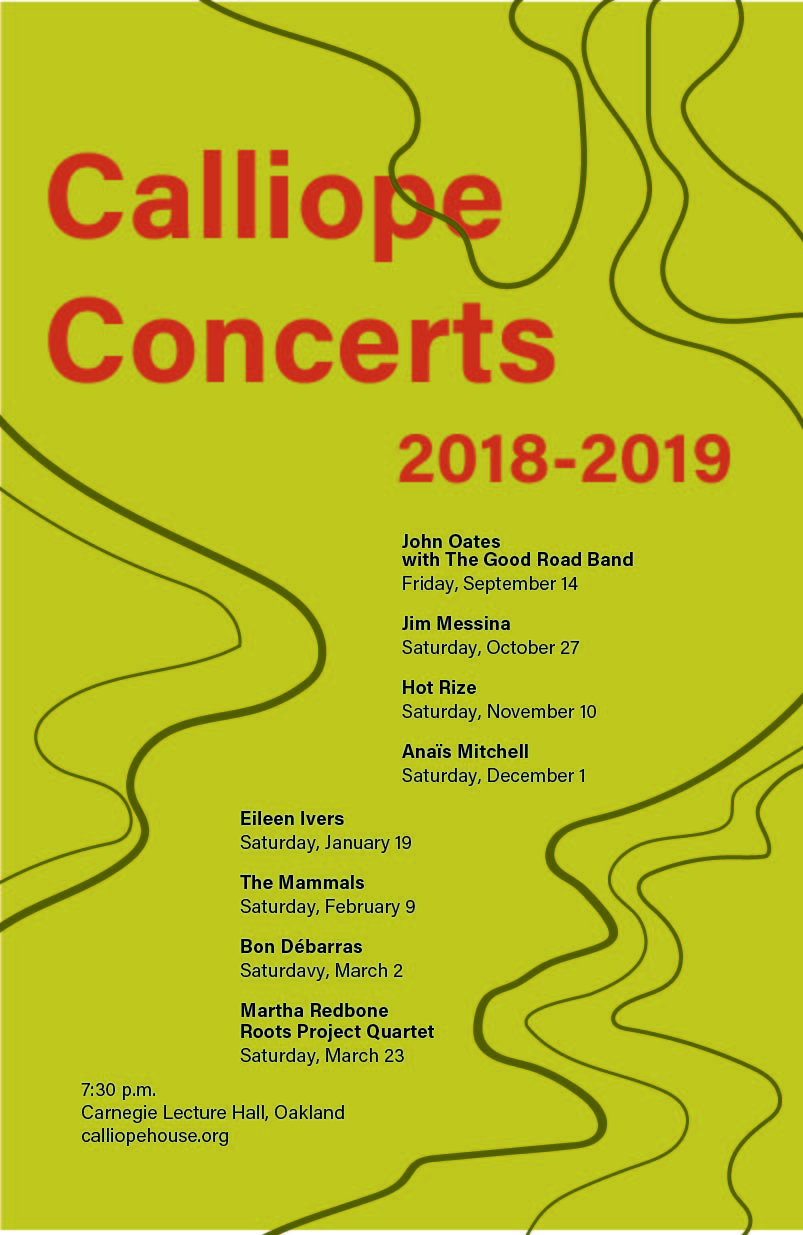 Calliope
Concerts
2018-2019
John Oates
with The Good Road Band
Friday, September 14
Jim Messina
Saturday, October 27
Hot Rize
Saturday, November 10
Anaïs Mitchell
Saturday, December 1
Eileen Ivers
Saturday, January 19
The Mammals
Saturday, February 9
Bon Débarras
Saturdavy, March 2
Martha Redbone
Roots Project Quartet
Saturday, March 23
7:30 p.m.
Carnegie Lecture Hall, Oakland
calliopehouse.org